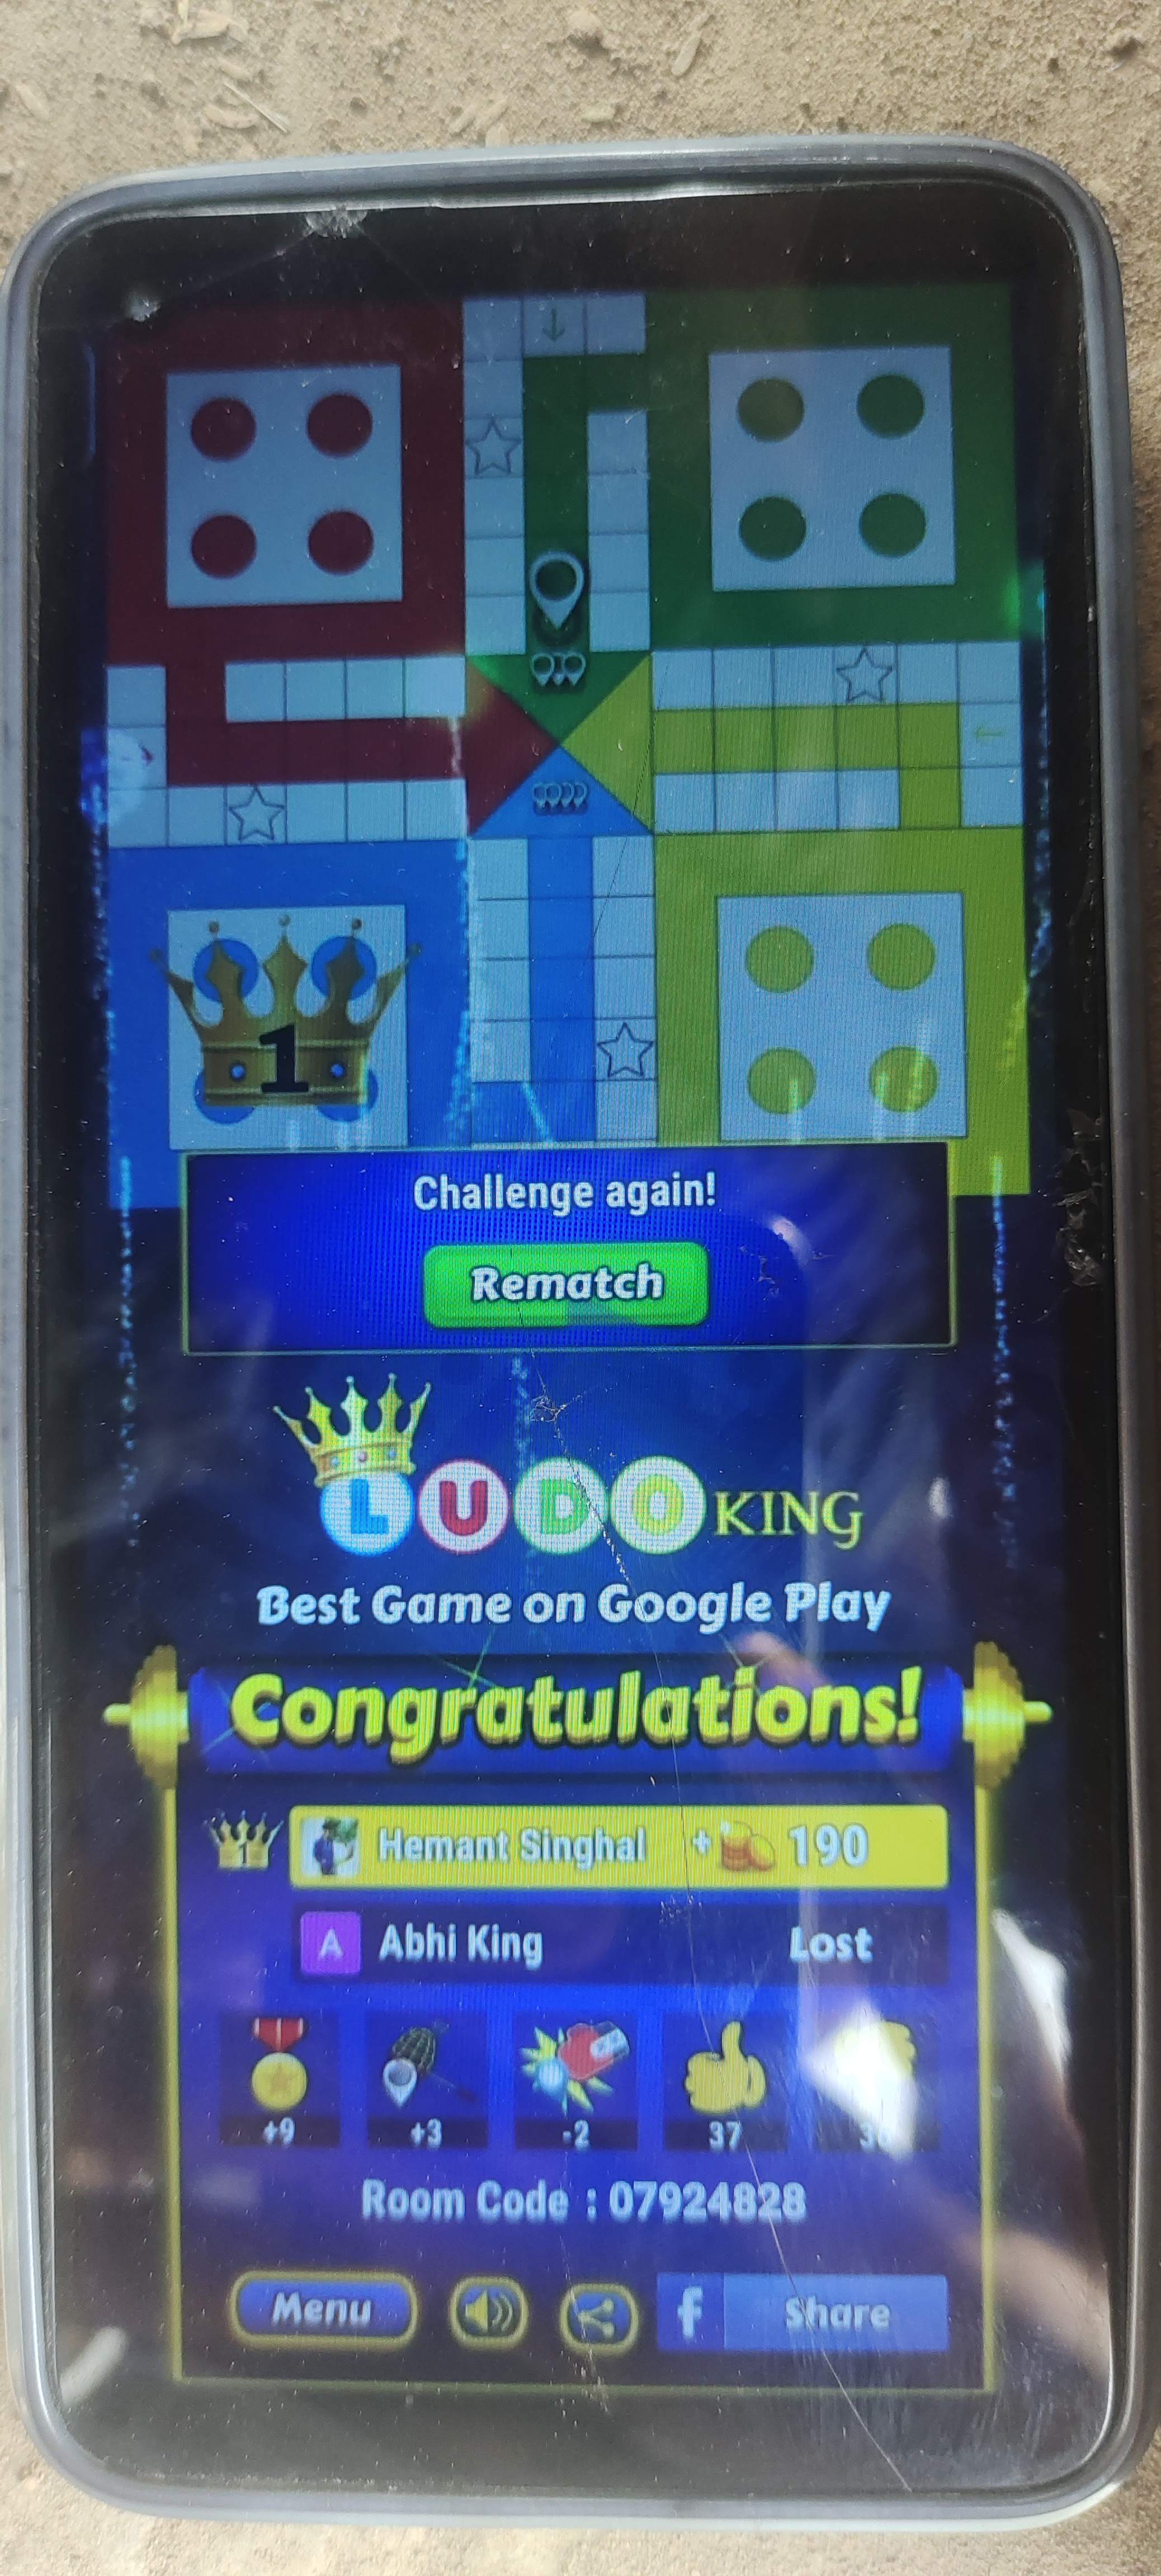 1
Challenge again!
Rematch
LUDO KING
Best Game on Google Play
Congratulations!
1 Hemant Singhal + 190
A Abhi King Lost
+9 +3 -2 37
Room Code : 07924828
Menu f Share